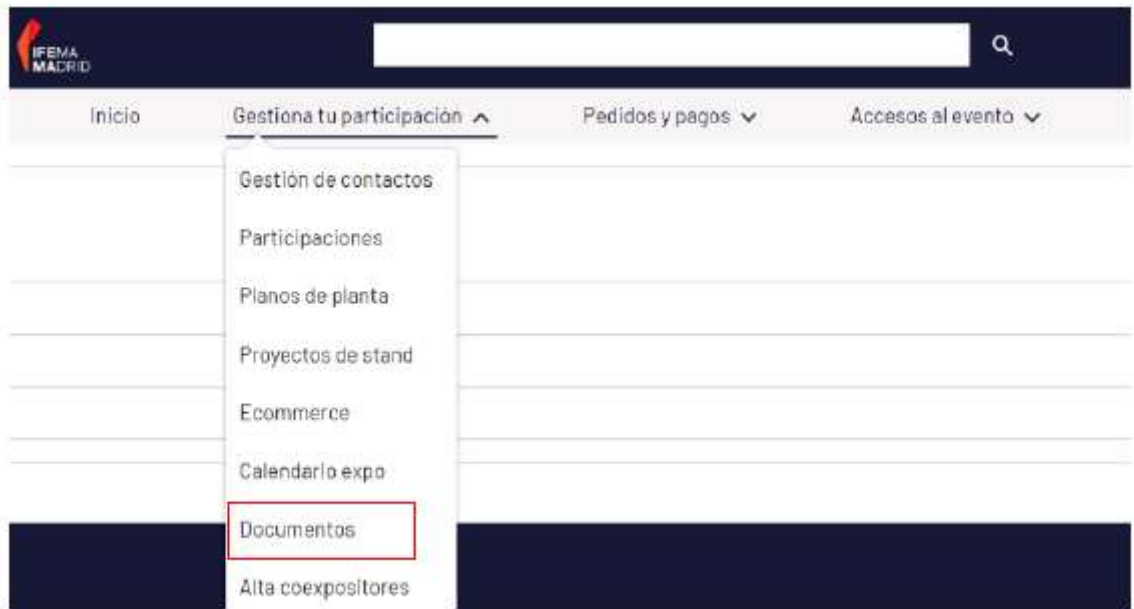 IFEMA
MADRID
Inicio
Gestiona tu participación
Pedidos y pagos
Accesos al evento
Gestión de contactos
Participaciones
Planos de planta
Proyectos de stand
Ecommerce
Calendario expo
Documentos
Alta coexpositores